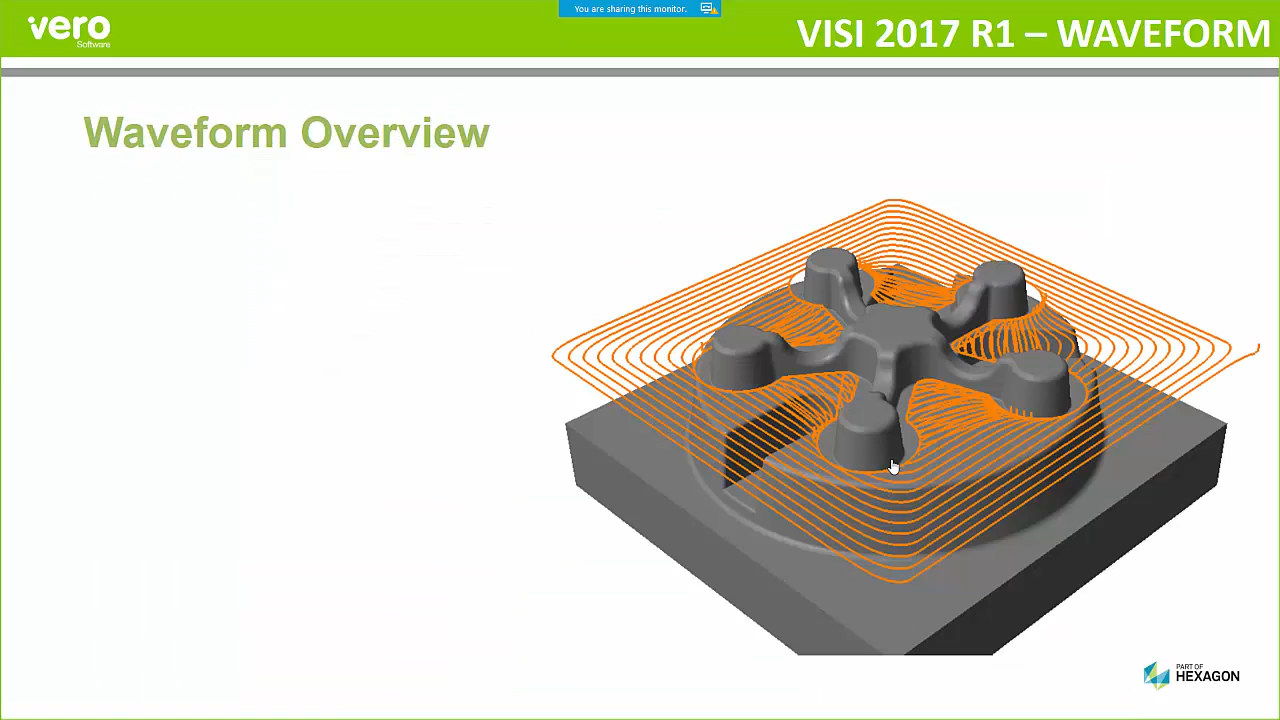 You are sharing this monitor.
vero
Software
VISI 2017 R1 – WAVEFORM
Waveform Overview
PART OF
HEXAGON